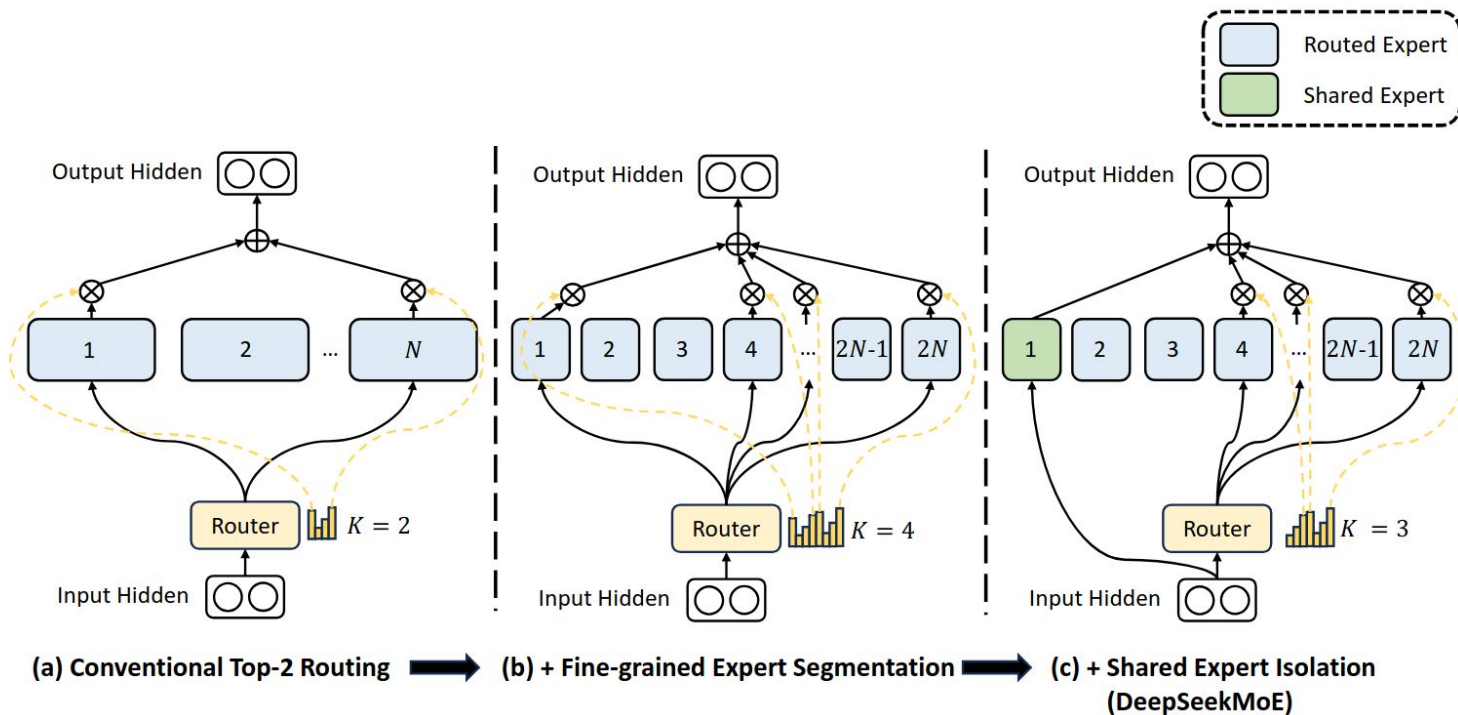 Routed Expert
Shared Expert
Output Hidden
1
2
...
N
Router
K = 2
Input Hidden
(a) Conventional Top-2 Routing
Output Hidden
1
2
3
4
...
2N-1
2N
Router
K = 4
Input Hidden
(b) + Fine-grained Expert Segmentation
Output Hidden
1
2
3
4
...
2N-1
2N
Router
K = 3
Input Hidden
(c) + Shared Expert Isolation
(DeepSeekMoE)